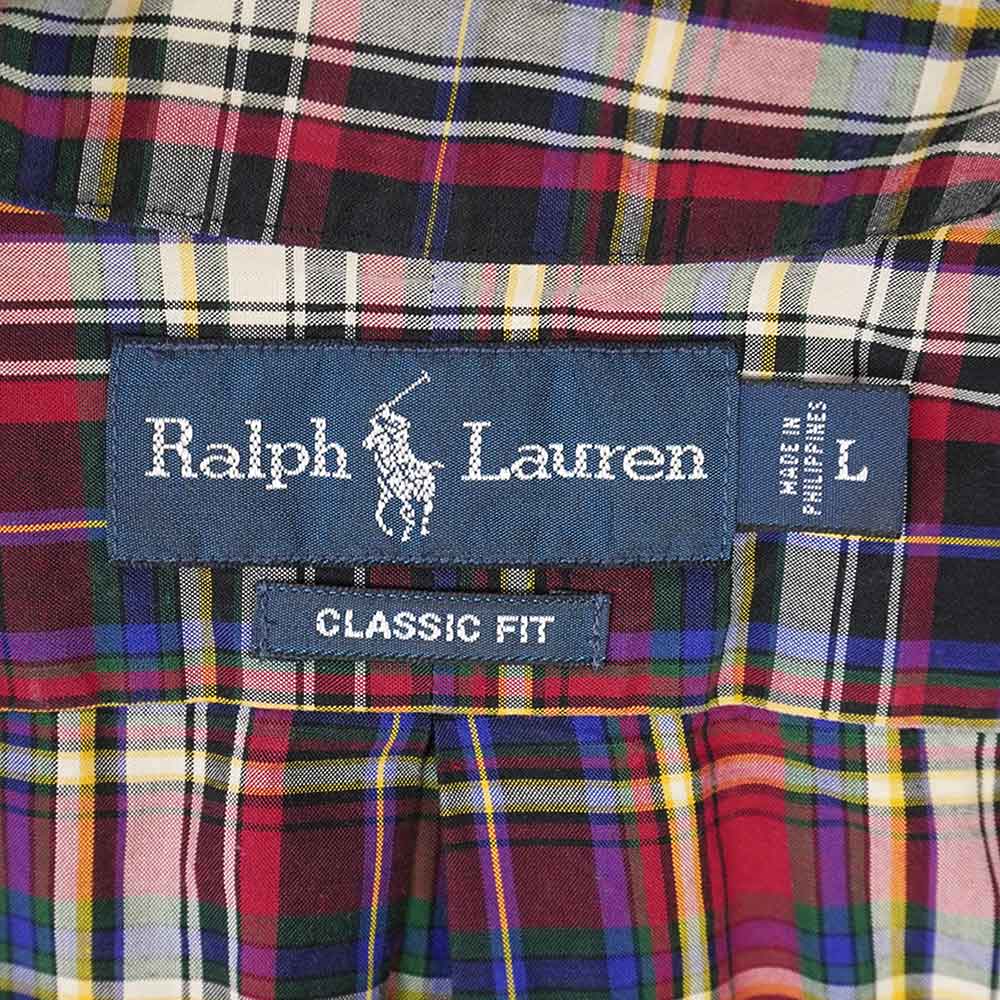 Ralph Lauren
MADE IN
PHILIPPINES
L
CLASSIC FIT